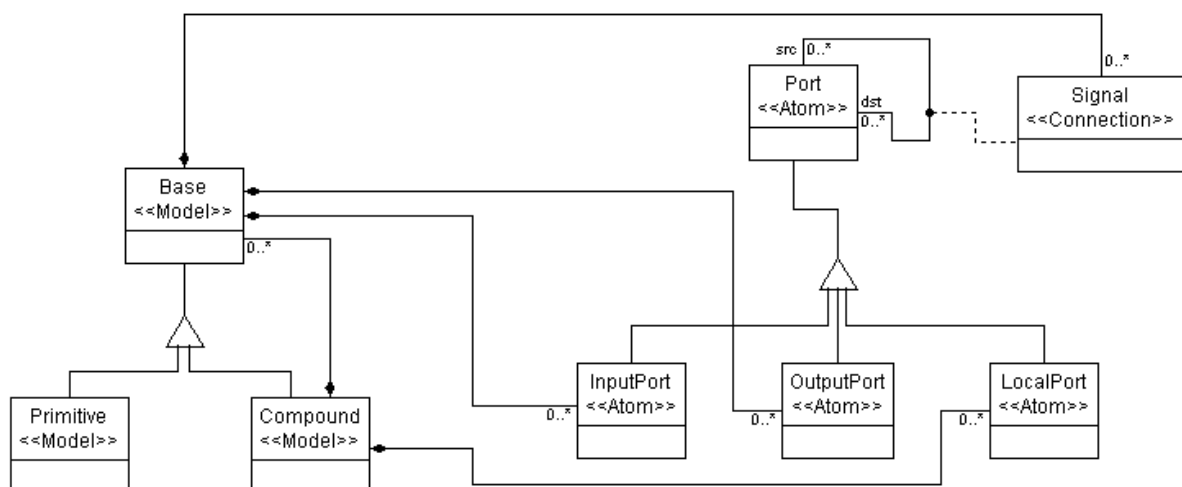 src
0..*
0..*
Port
<<Atom>>
dst
0..*
Signal
<<Connection>>
Base
<<Model>>
0..*
InputPort
<<Atom>>
0..*
OutputPort
<<Atom>>
0..*
LocalPort
<<Atom>>
0..*
Primitive
<<Model>>
Compound
<<Model>>